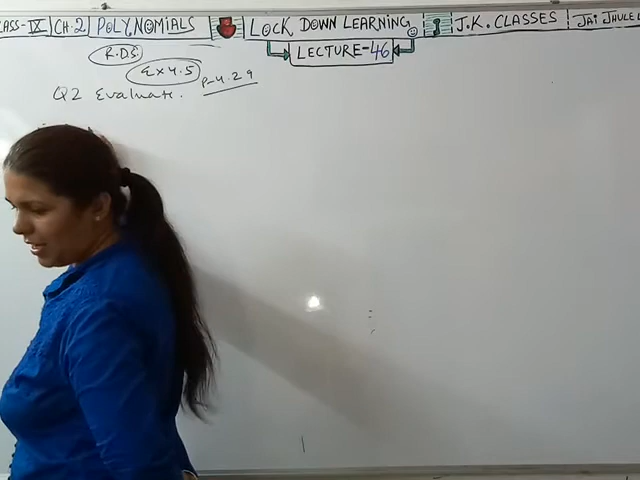 CLASS-IX CH.2 POLYNOMIALS LOCK DOWN LEARNING J.K. CLASSES JAI JHULEL
LECTURE-46
R.D.S.
Ex 4.5 P-4.29
Q2 Evaluate.